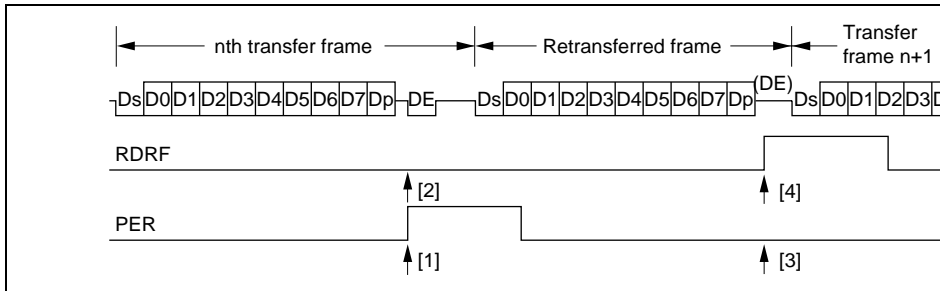 nth transfer frame
Retransferred frame
Transfer
frame n+1
(DE)
Ds D0 D1 D2 D3 D4 D5 D6 D7 Dp DE Ds D0 D1 D2 D3 D4 D5 D6 D7 Dp Ds D0 D1 D2 D3
RDRF
[2] [4]
PER
[1] [3]